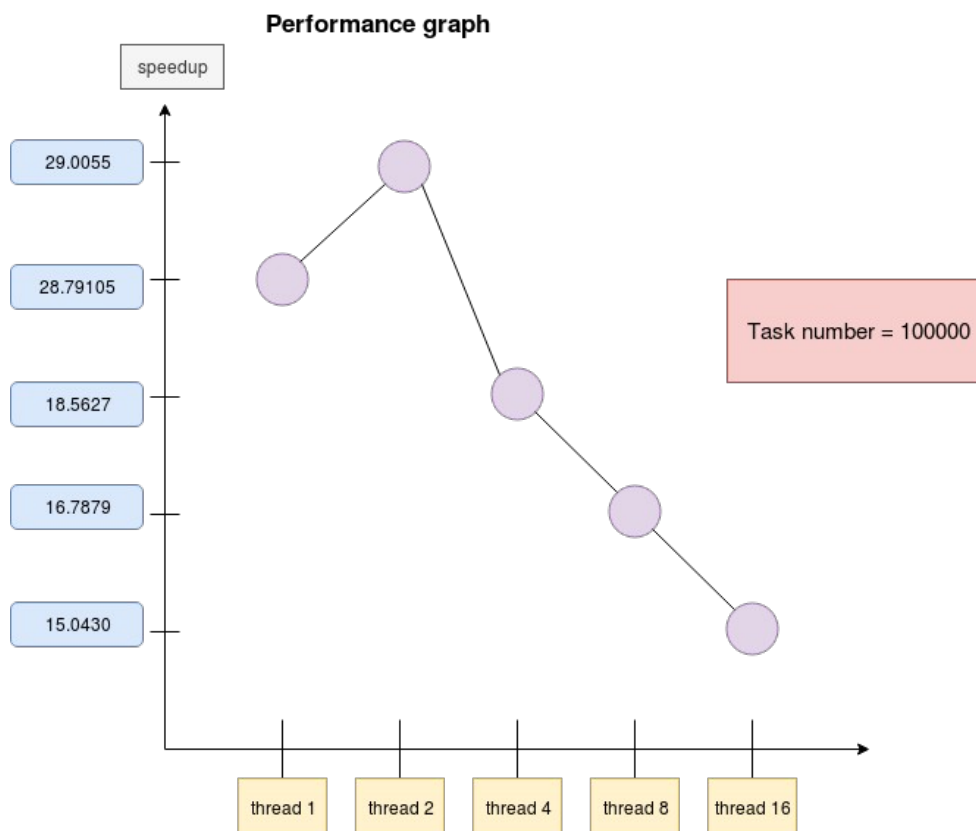 Performance graph
speedup
29.0055
28.79105
18.5627
16.7879
15.0430
Task number = 100000
thread 1
thread 2
thread 4
thread 8
thread 16